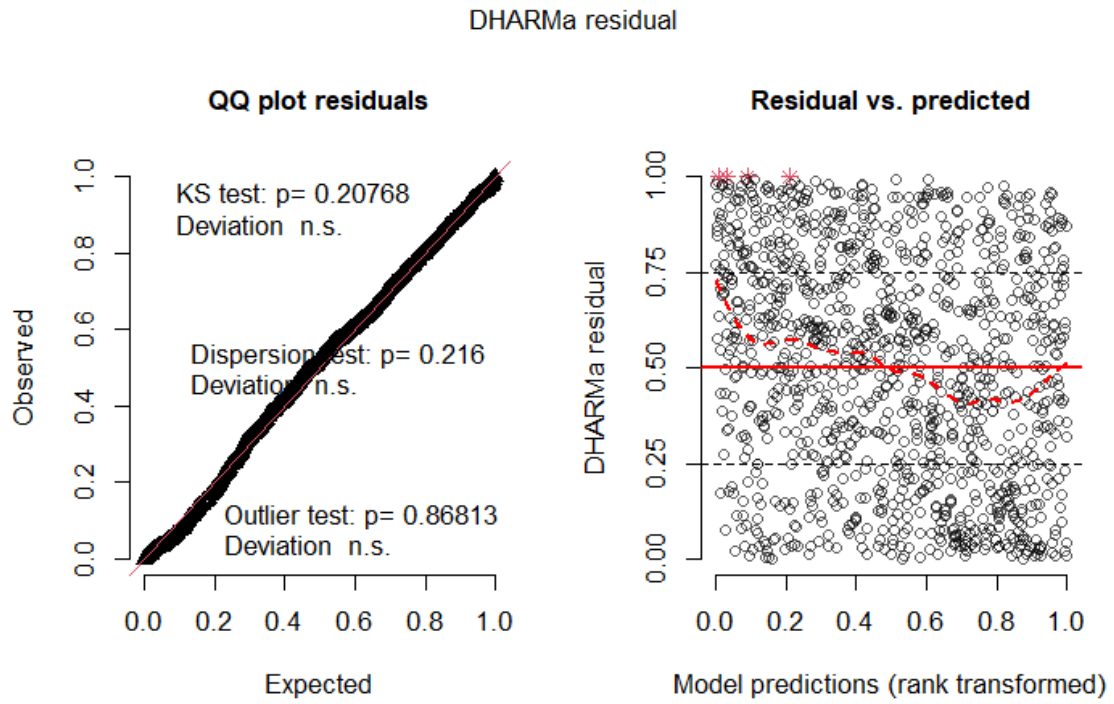 DHARMa residual
QQ plot residuals
KS test: p= 0.20768
Deviation n.s.
Dispersion test: p= 0.216
Deviation n.s.
Outlier test: p= 0.86813
Deviation n.s.
Observed
1.0
0.8
0.6
0.4
0.2
0.0
0.0 0.2 0.4 0.6 0.8 1.0
Expected
Residual vs. predicted
DHARMa residual
1.00
0.75
0.50
0.25
0.00
0.0 0.2 0.4 0.6 0.8 1.0
Model predictions (rank transformed)